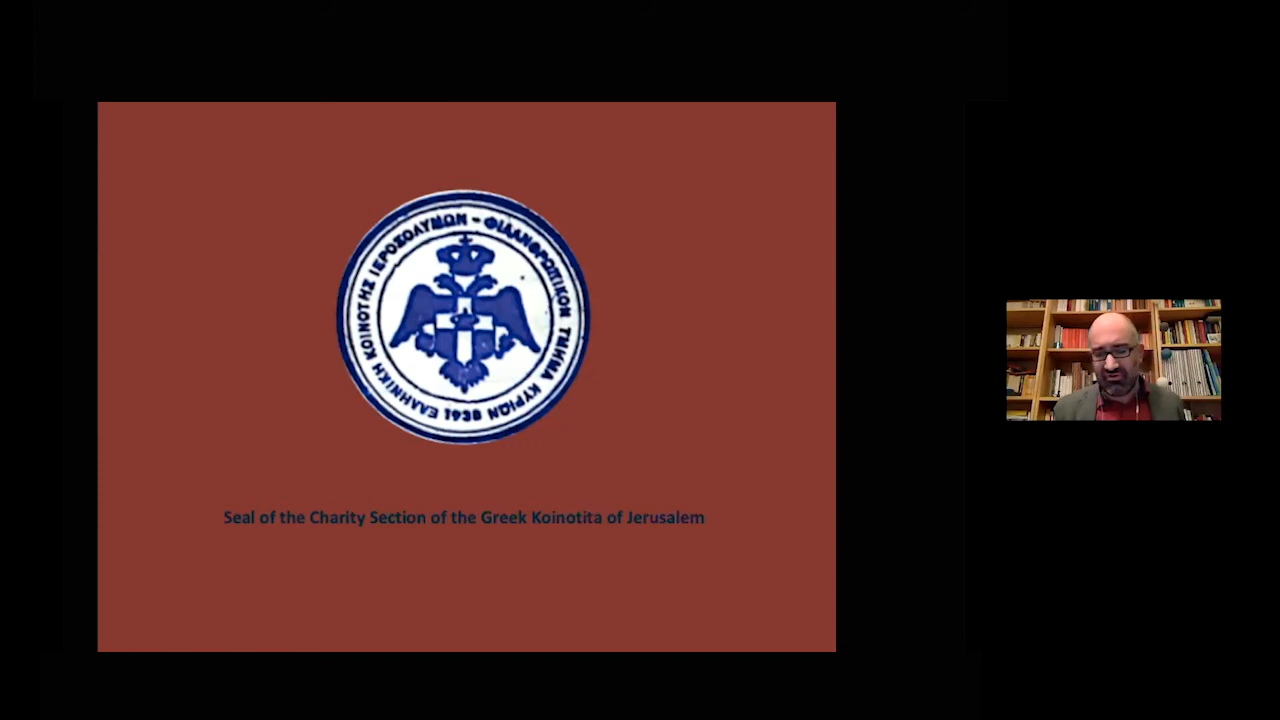 ΕΛΛΗΝΙΚΗ ΚΟΙΝΟΤΗΣ ΙΕΡΟΣΟΛΥΜΩΝ - ΦΙΛΑΝΘΡΩΠΙΚΟΝ ΤΜΗΜΑ ΚΥΡΙΩΝ
1938
Seal of the Charity Section of the Greek Koinotita of Jerusalem